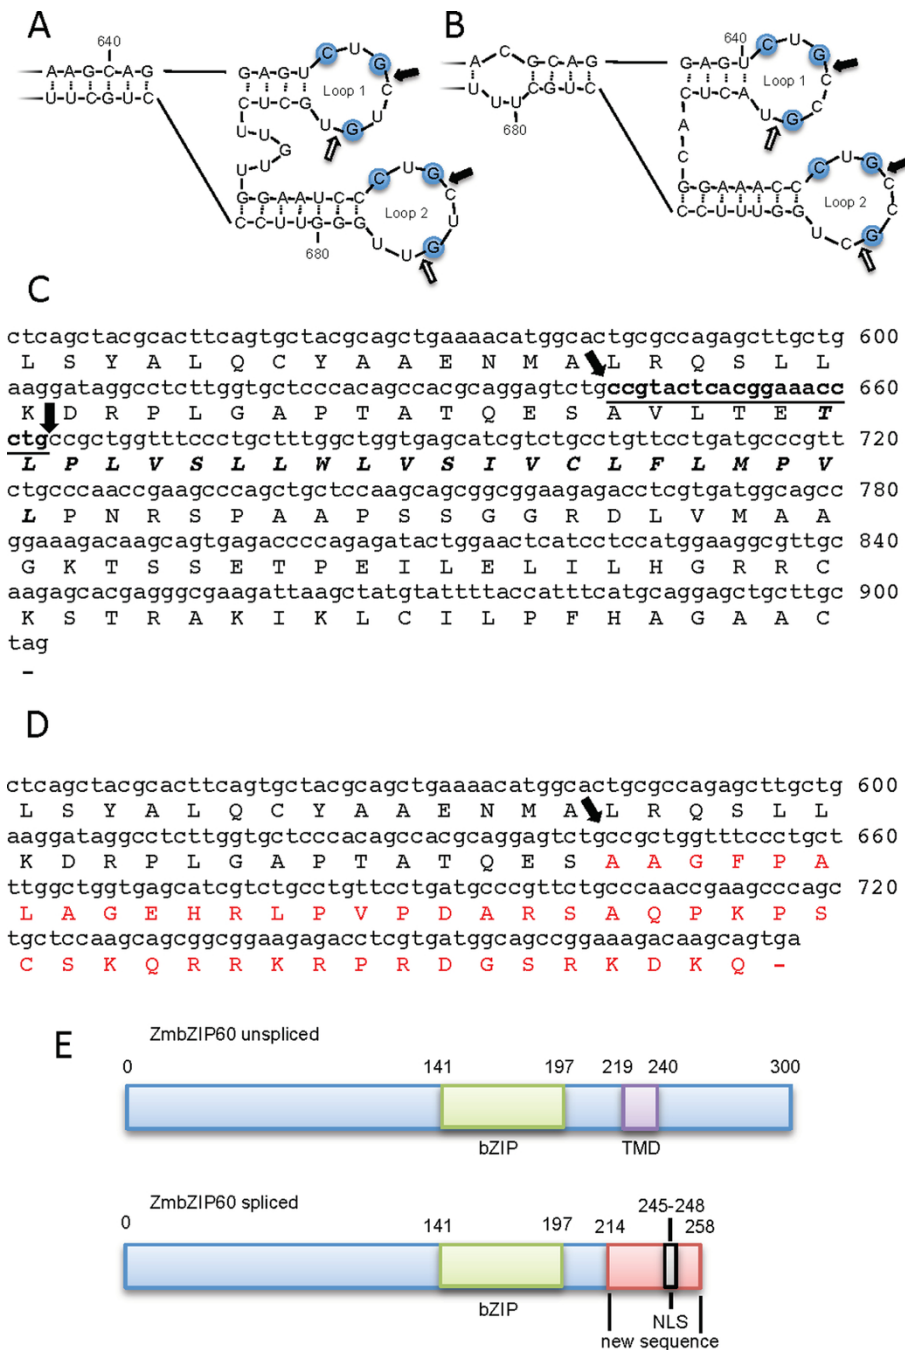 A
B
640
A-A-G-C-A-G
U-U-C-G-U-C
G-A-G-U
C U G
C
U
G
U
Loop 1
C-U-C-G
U
U
G
U
U
G-G-A-A-U-C-C
C U G
C
U
G
U
U
Loop 2
C-C-U-U-G-G-G
680
A C G-C-A-G
680
640
G-A-G-U
C U G
C
C
G
U
Loop 1
C-U-C-A
A
C
G-G-A-A-A-C-C
C U G
C
C
G
C
U
Loop 2
C-C-U-U-U-G-G
C
ctcagctacgcacttcagtgctacgcagctgaaaacatggcactgcgccagagcttgctg 600
L S Y A L Q C Y A A E N M A L R Q S L L
aaggataggcctcttggtgctcccacagccacgcaggagtctgccgtactcacggaaacc 660
K D R P L G A P T A T Q E S A V L T E T
ctgccgctggtttccctgctttggctggtgagcatcgtctgcctgttcctgatgcccgtt 720
L P L V S L L W L V S I V C L F L M P V
ctgcccaaccgaagcccagctgctccaagcagcggcggaagagacctcgtgatggcagcc 780
L P N R S P A A P S S G G R D L V M A A
ggaaagacaagcagtgagaccccagagatactggaactcatcctccatggaaggcgttgc 840
G K T S S E T P E I L E L I L H G R R C
aagagcacgagggcgaagattaagctatgtattttaccatttcatgcaggagctgcttgc 900
K S T R A K I K L C I L P F H A G A A C
tag
–
D
ctcagctacgcacttcagtgctacgcagctgaaaacatggcactgcgccagagcttgctg 600
L S Y A L Q C Y A A E N M A L R Q S L L
aaggataggcctcttggtgctcccacagccacgcaggagtctgccgctggtttccctgct 660
K D R P L G A P T A T Q E S A A G F P A
ttggctggtgagcatcgtctgcctgttcctgatgcccgttctgcccaaccgaagcccagc 720
L A G E H R L P V P D A R S A Q P K P S
tgctccaagcagcggcggaagagacctcgtgatggcagccggaaagacaagcagtga
C S K Q R R K R P R D G S R K D K Q –
E
ZmbZIP60 unspliced
0 141 197 219 240 300
bZIP TMD
ZmbZIP60 spliced
245-248
0 141 197 214 258
bZIP
NLS
new sequence